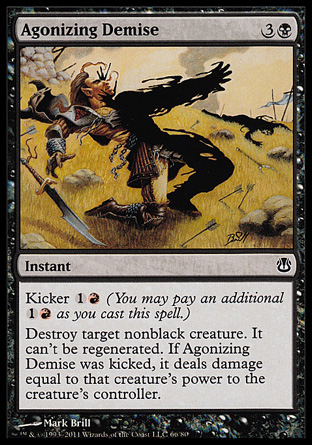 Agonizing Demise 3
Instant
Kicker 1 (You may pay an additional
1 as you cast this spell.)
Destroy target nonblack creature. It
can't be regenerated. If Agonizing
Demise was kicked, it deals damage
equal to that creature's power to the
creature's controller.
Mark Brill
™ & © 1993–2011 Wizards of the Coast LLC 66/80